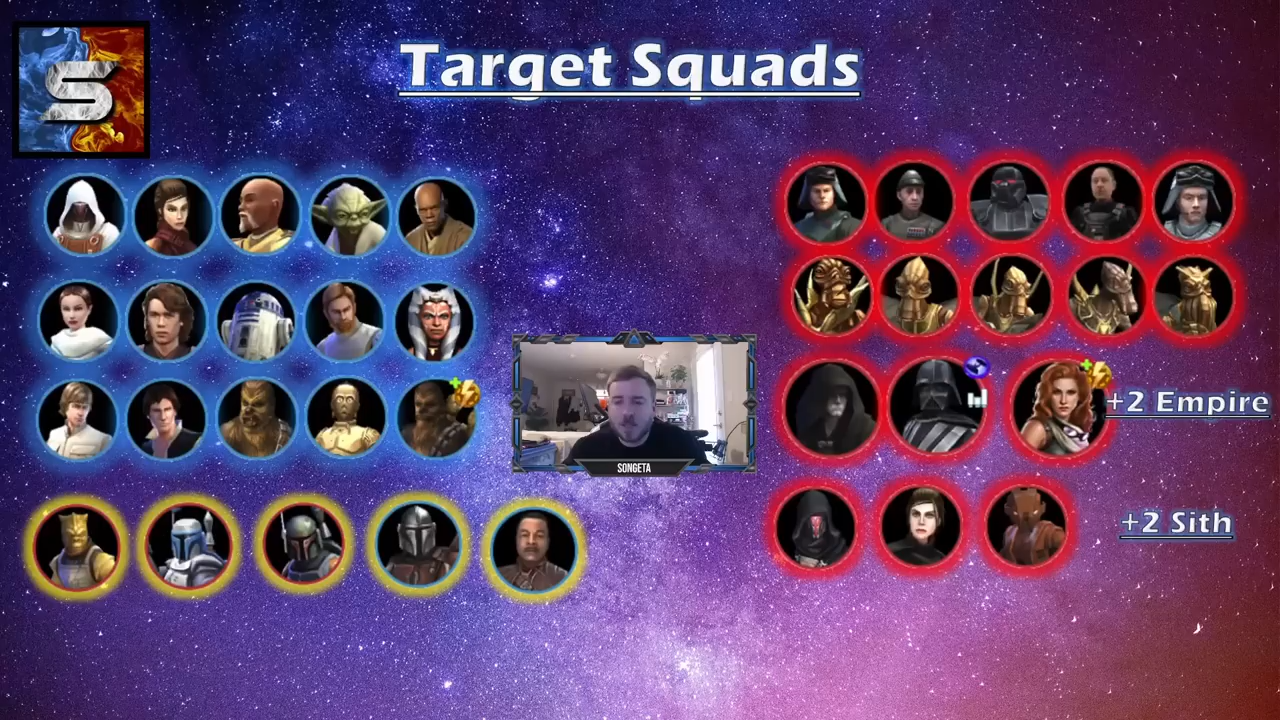 S
Target Squads
+2 Empire
SONGETA
+2 Sith